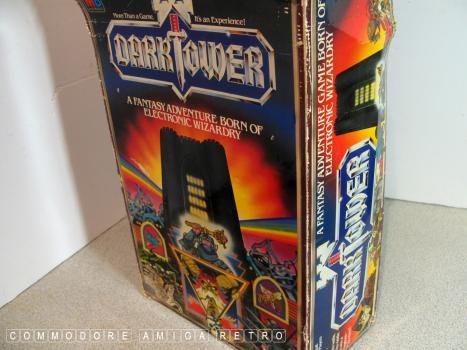 MB
More Than a Game, It's an Experience!
DARK TOWER
A FANTASY ADVENTURE BORN OF
ELECTRONIC WIZARDRY
A FANTASY ADVENTURE GAME BORN OF
ELECTRONIC WIZARDRY
DARK TOWER
COMMODORE AMIGA RETRO